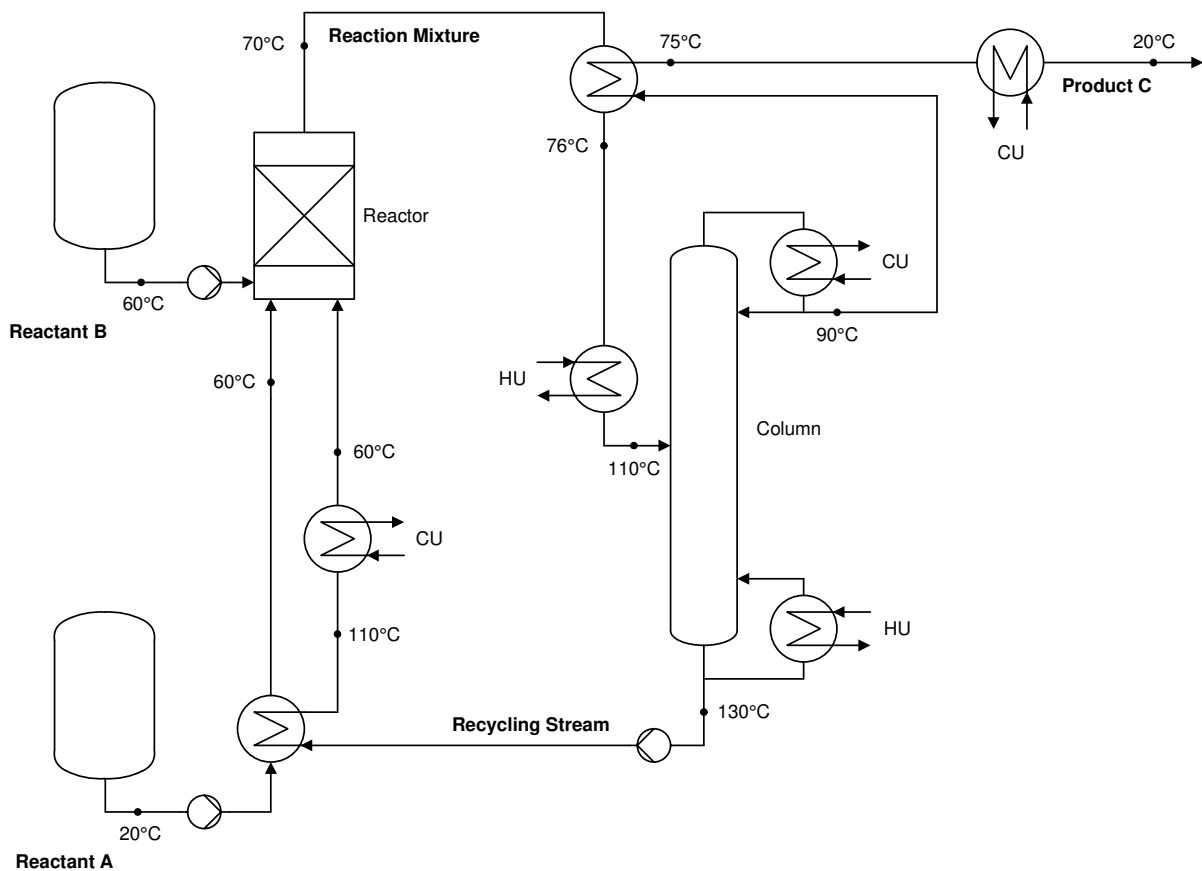 70°C
Reaction Mixture
75°C
20°C
Product C
CU
76°C
Reactor
CU
60°C
Reactant B
90°C
60°C
HU
Column
60°C
110°C
CU
110°C
HU
Recycling Stream
130°C
20°C
Reactant A